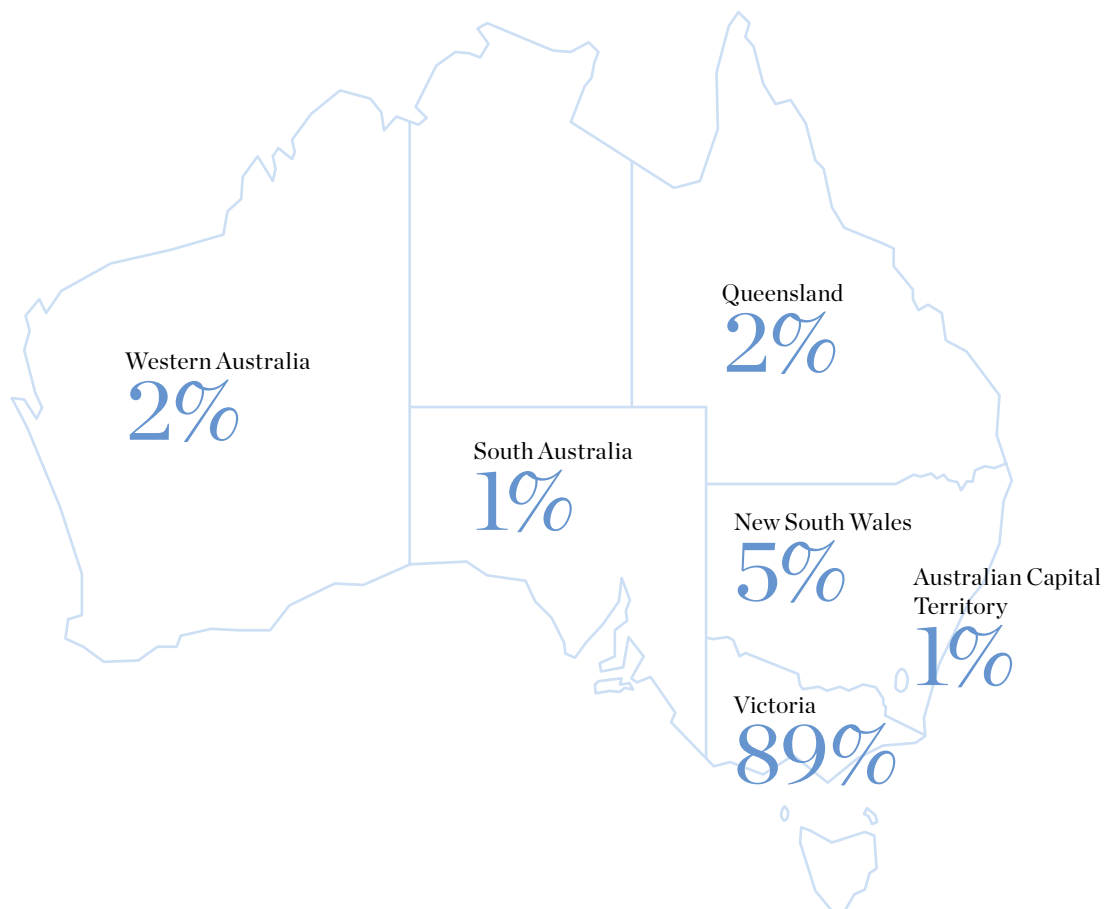 Queensland
2%
Western Australia
2%
South Australia
1%
New South Wales
5%
Australian Capital
Territory
1%
Victoria
89%